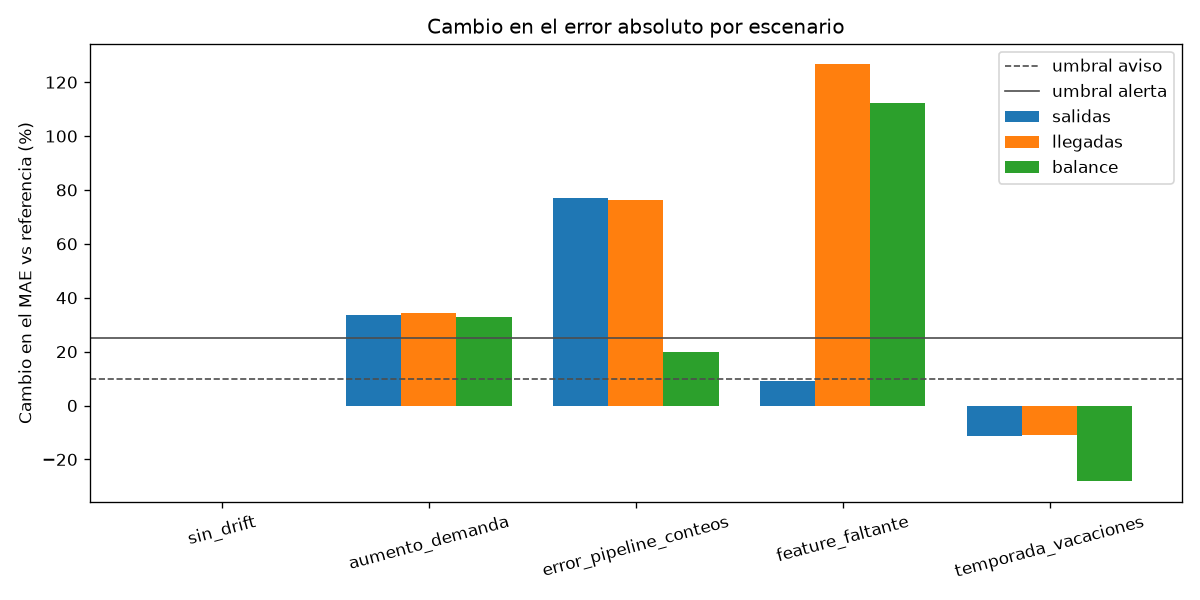 Cambio en el error absoluto por escenario
Cambio en el MAE vs referencia (%)
120
100
80
60
40
20
0
−20
umbral aviso
umbral alerta
salidas
llegadas
balance
sin_drift
aumento_demanda
error_pipeline_conteos
feature_faltante
temporada_vacaciones